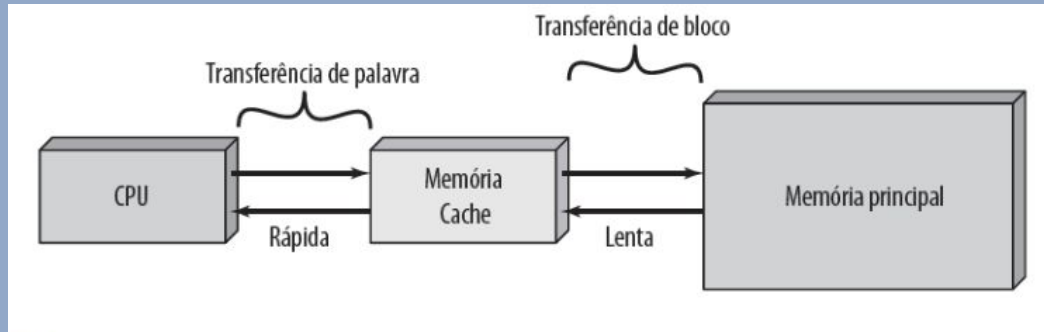 Transferência de bloco
Transferência de palavra
CPU
Memória
Cache
Memória principal
Rápida
Lenta